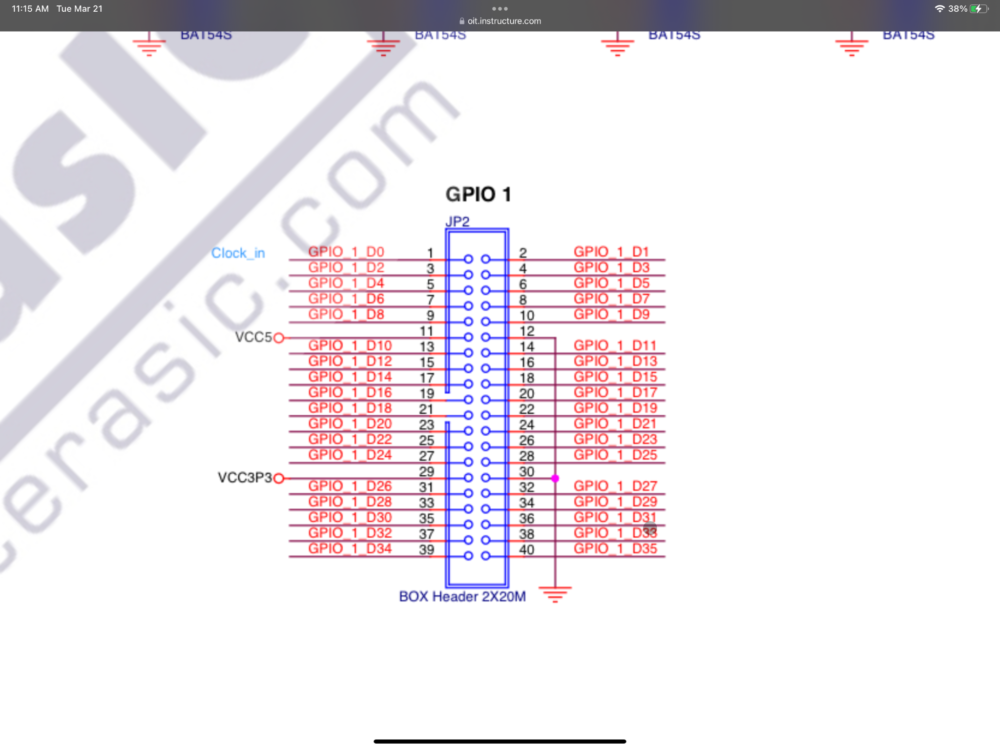 11:15 AM Tue Mar 21
38%
oit.instructure.com
BAT54S BAT54S BAT54S BAT54S
asic
terasic.com
GPIO 1
JP2
Clock_in GPIO_1_D0 1 2 GPIO_1_D1
GPIO_1_D2 3 4 GPIO_1_D3
GPIO_1_D4 5 6 GPIO_1_D5
GPIO_1_D6 7 8 GPIO_1_D7
GPIO_1_D8 9 10 GPIO_1_D9
VCC5 11 12
GPIO_1_D10 13 14 GPIO_1_D11
GPIO_1_D12 15 16 GPIO_1_D13
GPIO_1_D14 17 18 GPIO_1_D15
GPIO_1_D16 19 20 GPIO_1_D17
GPIO_1_D18 21 22 GPIO_1_D19
GPIO_1_D20 23 24 GPIO_1_D21
GPIO_1_D22 25 26 GPIO_1_D23
GPIO_1_D24 27 28 GPIO_1_D25
VCC3P3 29 30
GPIO_1_D26 31 32 GPIO_1_D27
GPIO_1_D28 33 34 GPIO_1_D29
GPIO_1_D30 35 36 GPIO_1_D31
GPIO_1_D32 37 38 GPIO_1_D33
GPIO_1_D34 39 40 GPIO_1_D35
BOX Header 2X20M